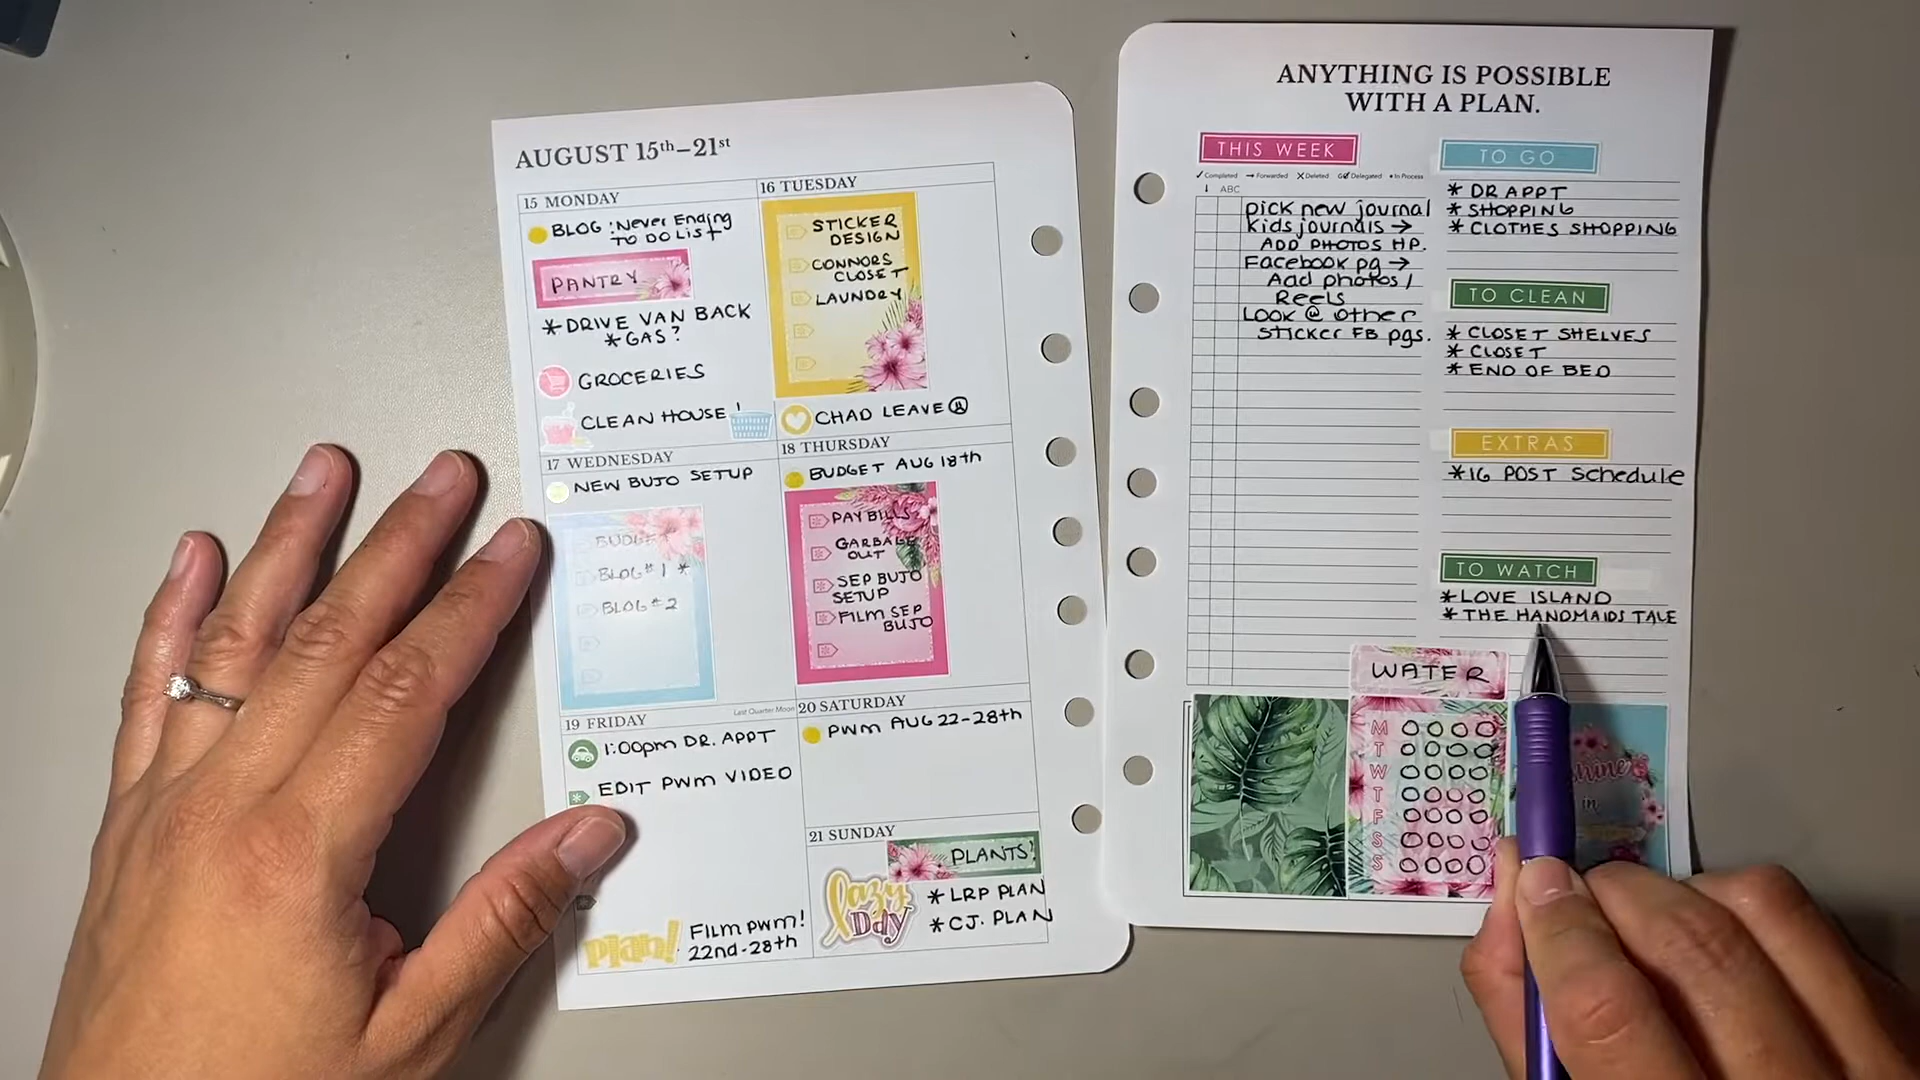 AUGUST 15th–21st
15 MONDAY
BLOG: Never Ending
TO DO LIST
PANTRY
* DRIVE VAN BACK
* GAS?
GROCERIES
CLEAN HOUSE!
16 TUESDAY
STICKER
DESIGN
CONNORS
CLOSET
LAUNDRY
CHAD LEAVE
17 WEDNESDAY
NEW BUJO SETUP
BUDGET
BLOG #1 *
BLOG #2
18 THURSDAY
BUDGET AUG 18th
PAY BILLS
GARBAGE
OUT
SEP BUJO
SETUP
FILM SEP
BUJO
19 FRIDAY
Last Quarter Moon
1:00pm DR. APPT
EDIT PWM VIDEO
plan!
FILM PWM!
22nd-28th
20 SATURDAY
PWM AUG 22-28th
21 SUNDAY
PLANTS!
lazy
Day
* LRP PLAN
* CJ. PLAN
ANYTHING IS POSSIBLE
WITH A PLAN.
THIS WEEK
✓ Completed → Forwarded ✕ Deleted G✓ Delegated • In Process
↓ ABC
pick new journal
Kids journals →
ADD PHOTOS HP.
Facebook pg →
Add photos /
Reels
Look @ other
Sticker FB pgs.
TO GO
* DR APPT
* SHOPPING
* CLOTHES SHOPPING
TO CLEAN
* CLOSET SHELVES
* CLOSET
* END OF BED
EXTRAS
* 16 POST Schedule
TO WATCH
* LOVE ISLAND
* THE HANDMAIDS TALE
WATER
M
T
W
T
F
S
S
in